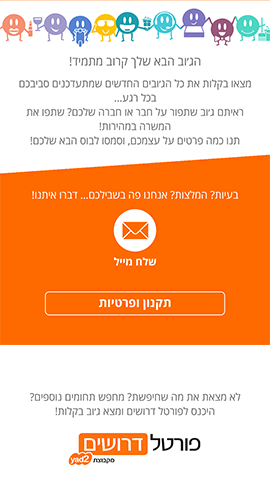 הג׳וב הבא שלך קרוב מתמיד!
מצאו בקלות את כל הג׳ובים החדשים שמתעדכנים סביבכם
בכל רגע...
ראיתם ג׳וב שתפור על חבר או חברה שלכם? שתפו את
המשרה במהירות!
תנו כמה פרטים על עצמכם, וסמסו לבוס הבא שלכם!
בעיות? המלצות? אנחנו פה בשבילכם... דברו איתנו!
שלח מייל
תקנון ופרטיות
לא מצאת את מה שחיפשת? מחפש תחומים נוספים?
היכנס לפורטל דרושים ומצא ג׳וב בקלות!
פורטל דרושים
מקבוצת yad2